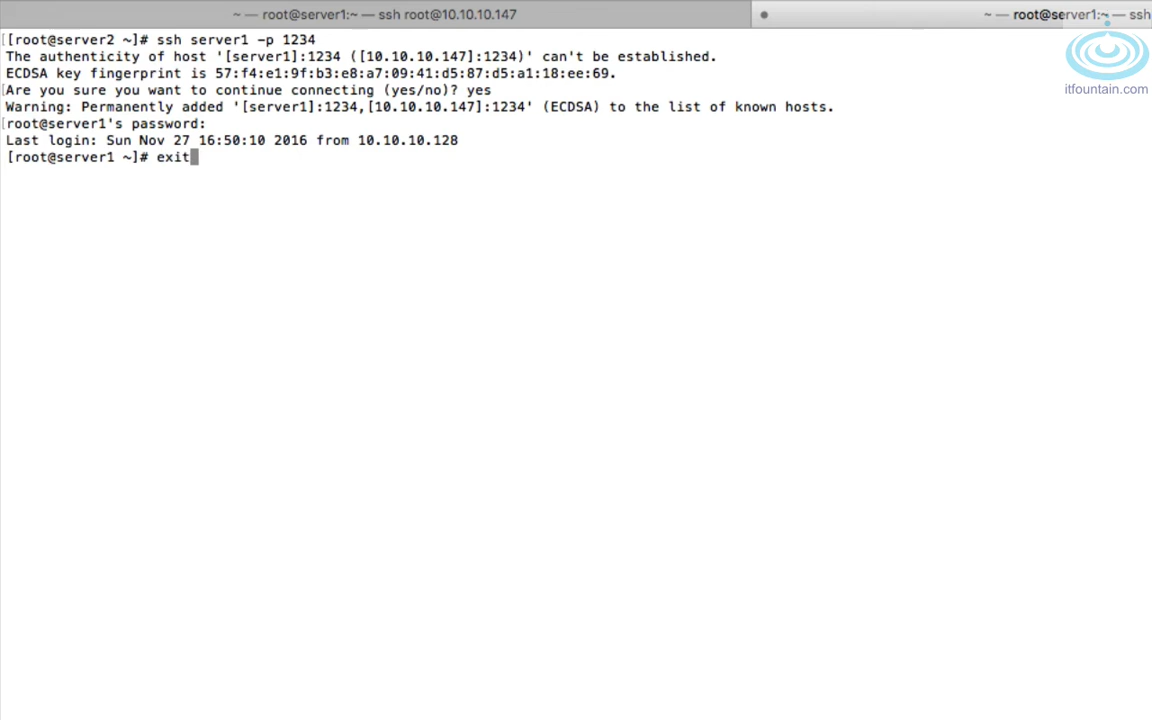 ~ — root@server1:~ — ssh root@10.10.10.147
~ — root@server1:~ — ssh
[[root@server2 ~]# ssh server1 -p 1234
The authenticity of host '[server1]:1234 ([10.10.10.147]:1234)' can't be established.
ECDSA key fingerprint is 57:f4:e1:9f:b3:e8:a7:09:41:d5:87:d5:a1:18:ee:69.
[Are you sure you want to continue connecting (yes/no)? yes
Warning: Permanently added '[server1]:1234,[10.10.10.147]:1234' (ECDSA) to the list of known hosts.
[root@server1's password:
Last login: Sun Nov 27 16:50:10 2016 from 10.10.10.128
[root@server1 ~]# exit
itfountain.com